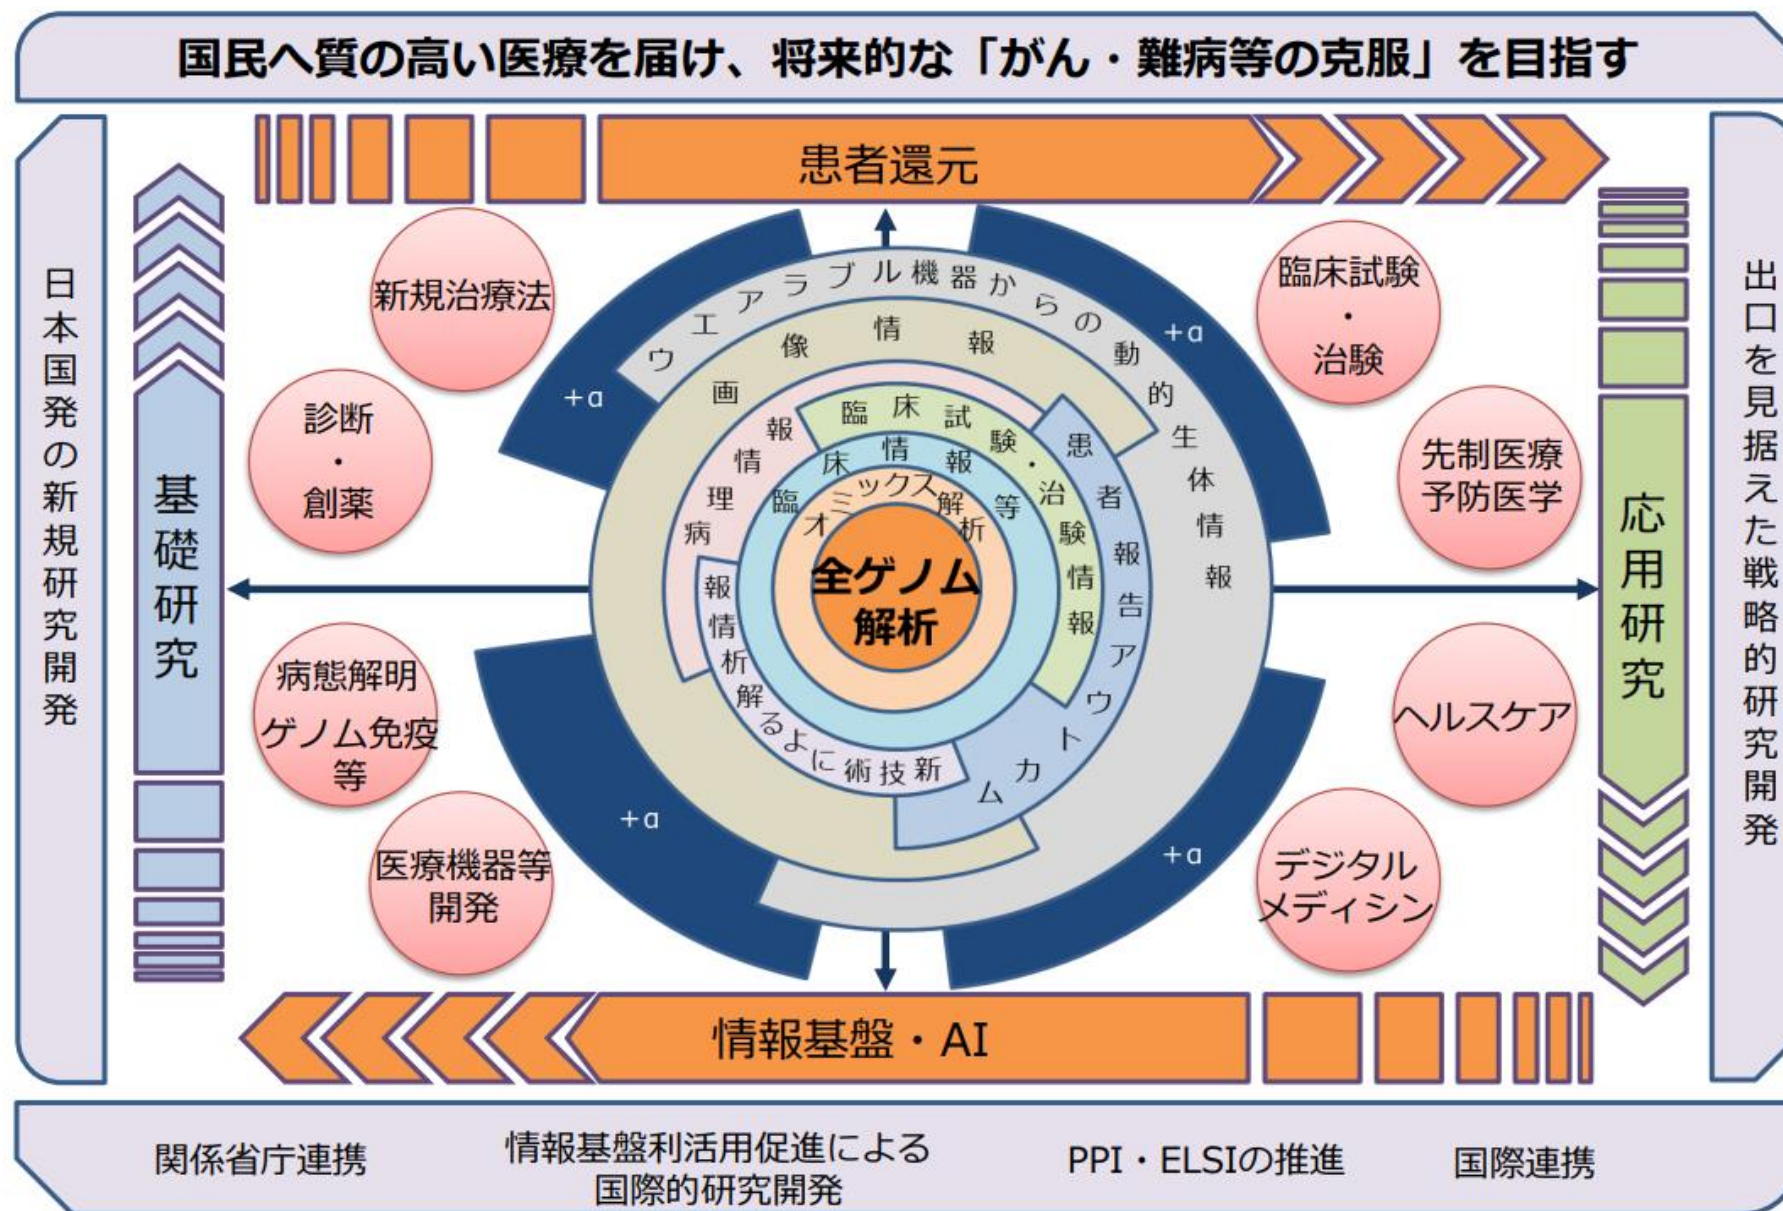 国民へ質の高い医療を届け、将来的な「がん・難病等の克服」を目指す
患者還元
日本国発の新規研究開発
基礎研究
新規治療法
診断
・
創薬
病態解明
ゲノム免疫
等
医療機器等
開発
+α
+α
+α
+α
ウエアラブル機器からの動的生体情報
画像情報
病理情報
臨床試験・治験情報
患者報告アウトカム
臨床情報等
オミックス解析
新技術による解析情報
全ゲノム
解析
臨床試験
・
治験
先制医療
予防医学
ヘルスケア
デジタル
メディシン
応用研究
出口を見据えた戦略的研究開発
情報基盤・AI
関係省庁連携
情報基盤利活用促進による
国際的研究開発
PPI・ELSIの推進
国際連携